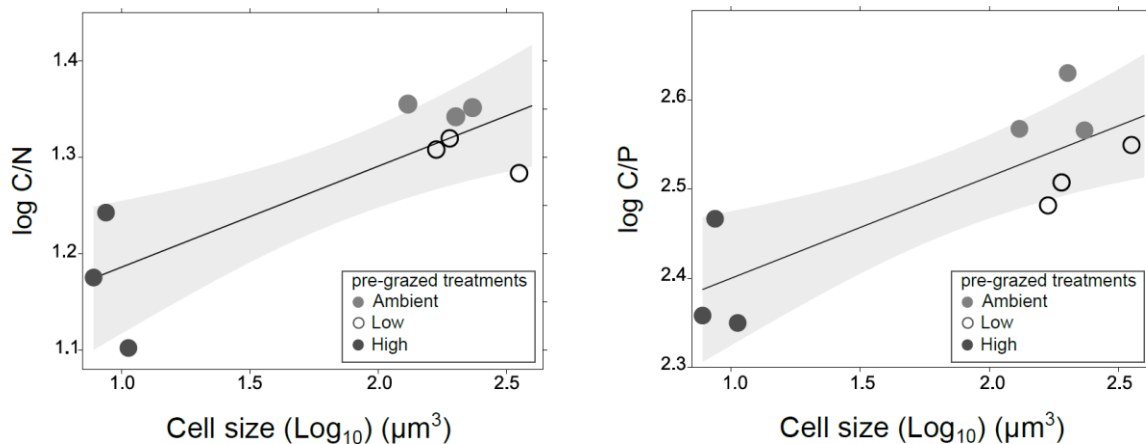 log C/N
1.4
1.3
1.2
1.1
1.0
1.5
2.0
2.5
Cell size (Log10) (µm3)
pre-grazed treatments
Ambient
Low
High
log C/P
2.6
2.5
2.4
2.3
1.0
1.5
2.0
2.5
Cell size (Log10) (µm3)
pre-grazed treatments
Ambient
Low
High